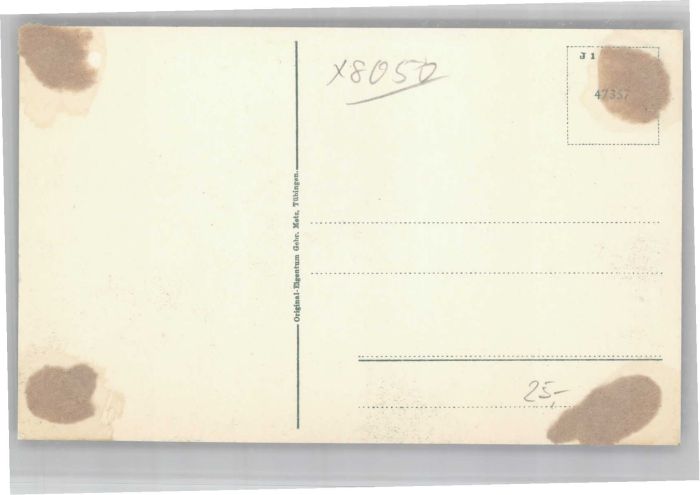 x8050
J 1
47357
Original-Eigentum Gebr. Metz, Tübingen.
25,-